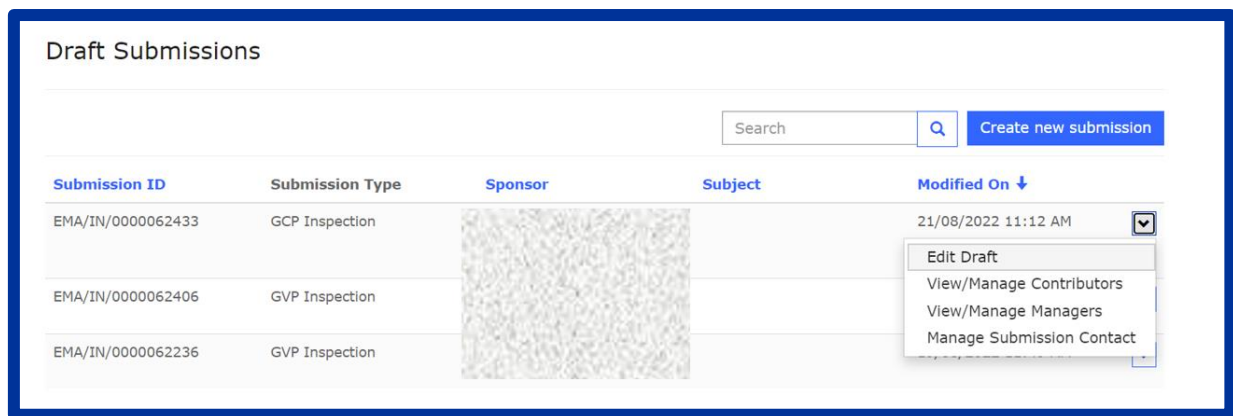 Draft Submissions
Search
Create new submission
Submission ID Submission Type Sponsor Subject Modified On
EMA/IN/0000062433 GCP Inspection 21/08/2022 11:12 AM
Edit Draft
View/Manage Contributors
EMA/IN/0000062406 GVP Inspection
View/Manage Managers
Manage Submission Contact
EMA/IN/0000062236 GVP Inspection